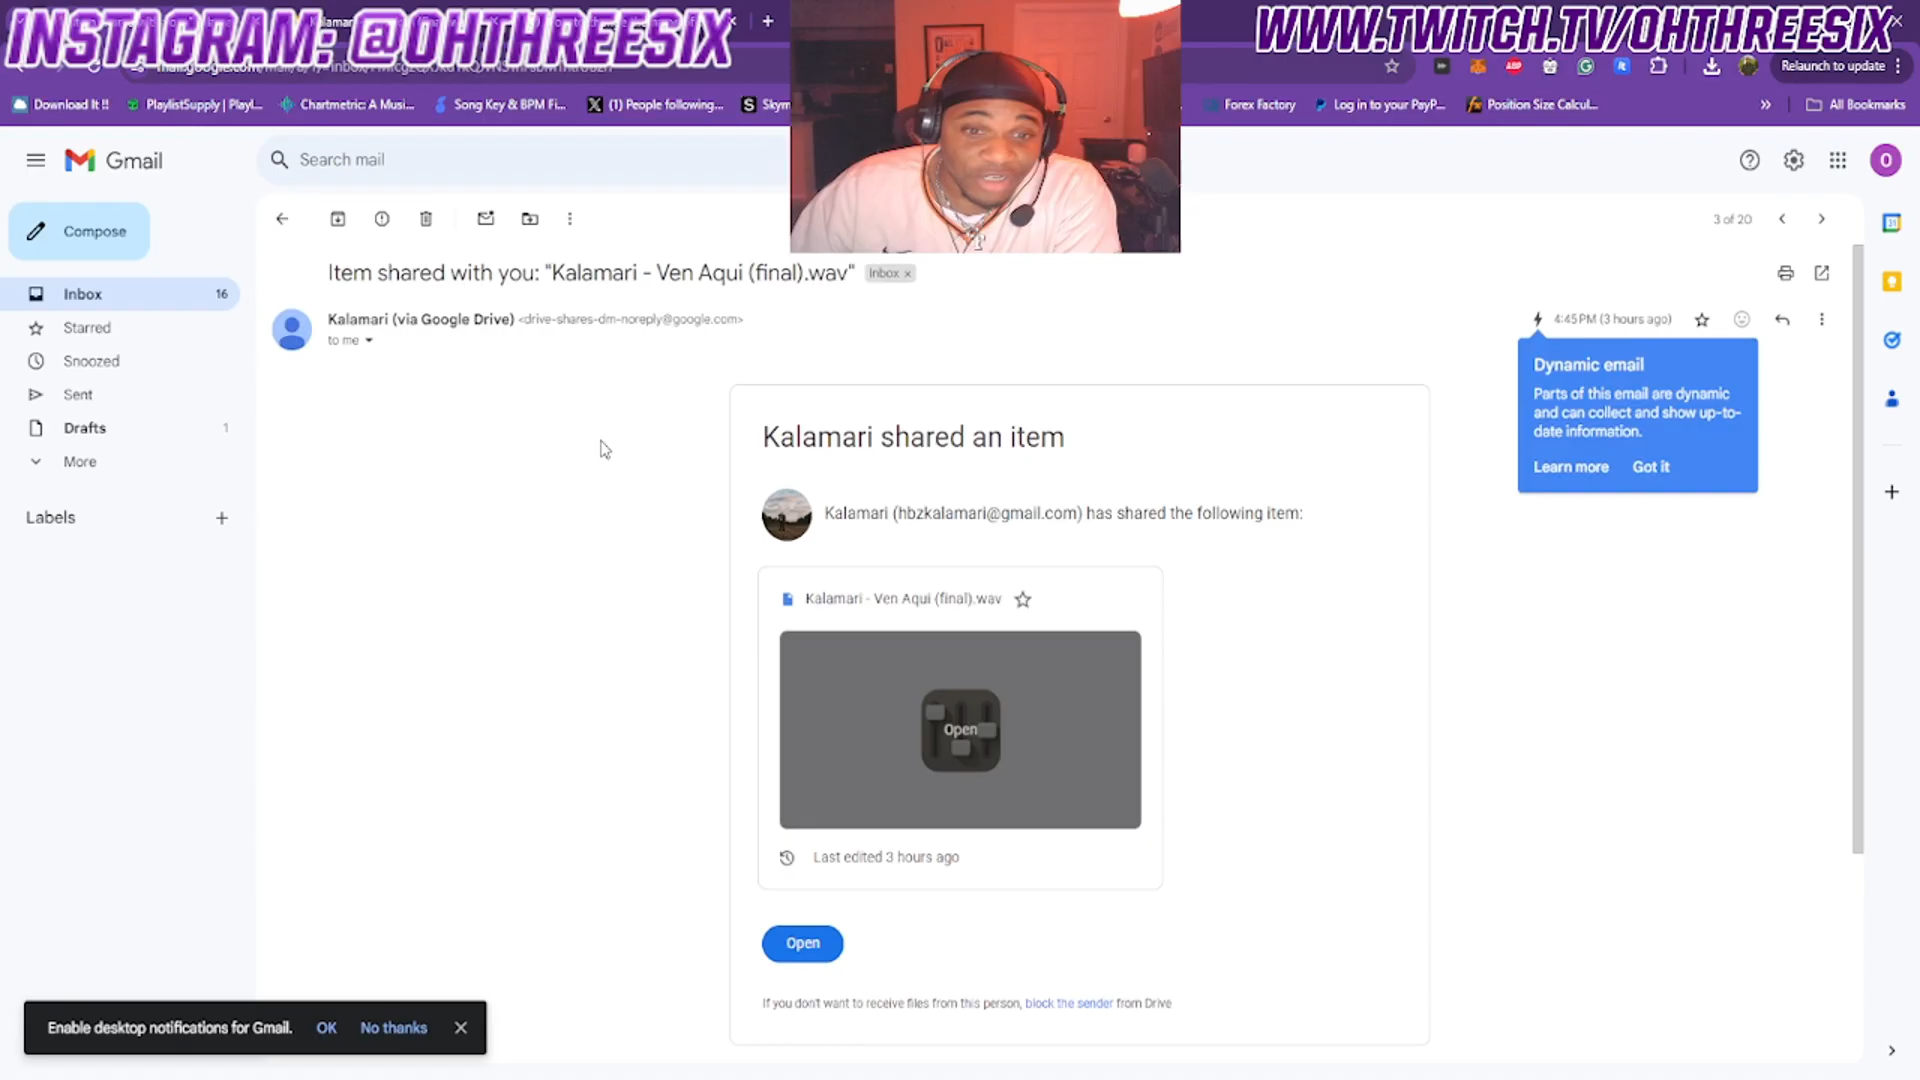 INSTAGRAM: @OHTHREESIX
WWW.TWITCH.TV/OHTHREESIX
Relaunch to update
Download It !!
PlaylistSupply | Playl...
Chartmetric: A Musi...
Song Key & BPM Fi...
(1) People following...
Skym
Forex Factory
Log in to your PayP...
Position Size Calcul...
All Bookmarks
Gmail
Search mail
O
Compose
3 of 20
Item shared with you: "Kalamari - Ven Aqui (final).wav"
Inbox ×
Inbox 16
Starred
Snoozed
Sent
Drafts 1
More
Labels
Kalamari (via Google Drive) <drive-shares-dm-noreply@google.com>
to me
4:45 PM (3 hours ago)
Dynamic email
Parts of this email are dynamic
and can collect and show up-to-
date information.
Learn more Got it
Kalamari shared an item
Kalamari (hbzkalamari@gmail.com) has shared the following item:
Kalamari - Ven Aqui (final).wav
Open
Last edited 3 hours ago
Open
If you don't want to receive files from this person, block the sender from Drive
Enable desktop notifications for Gmail. OK No thanks